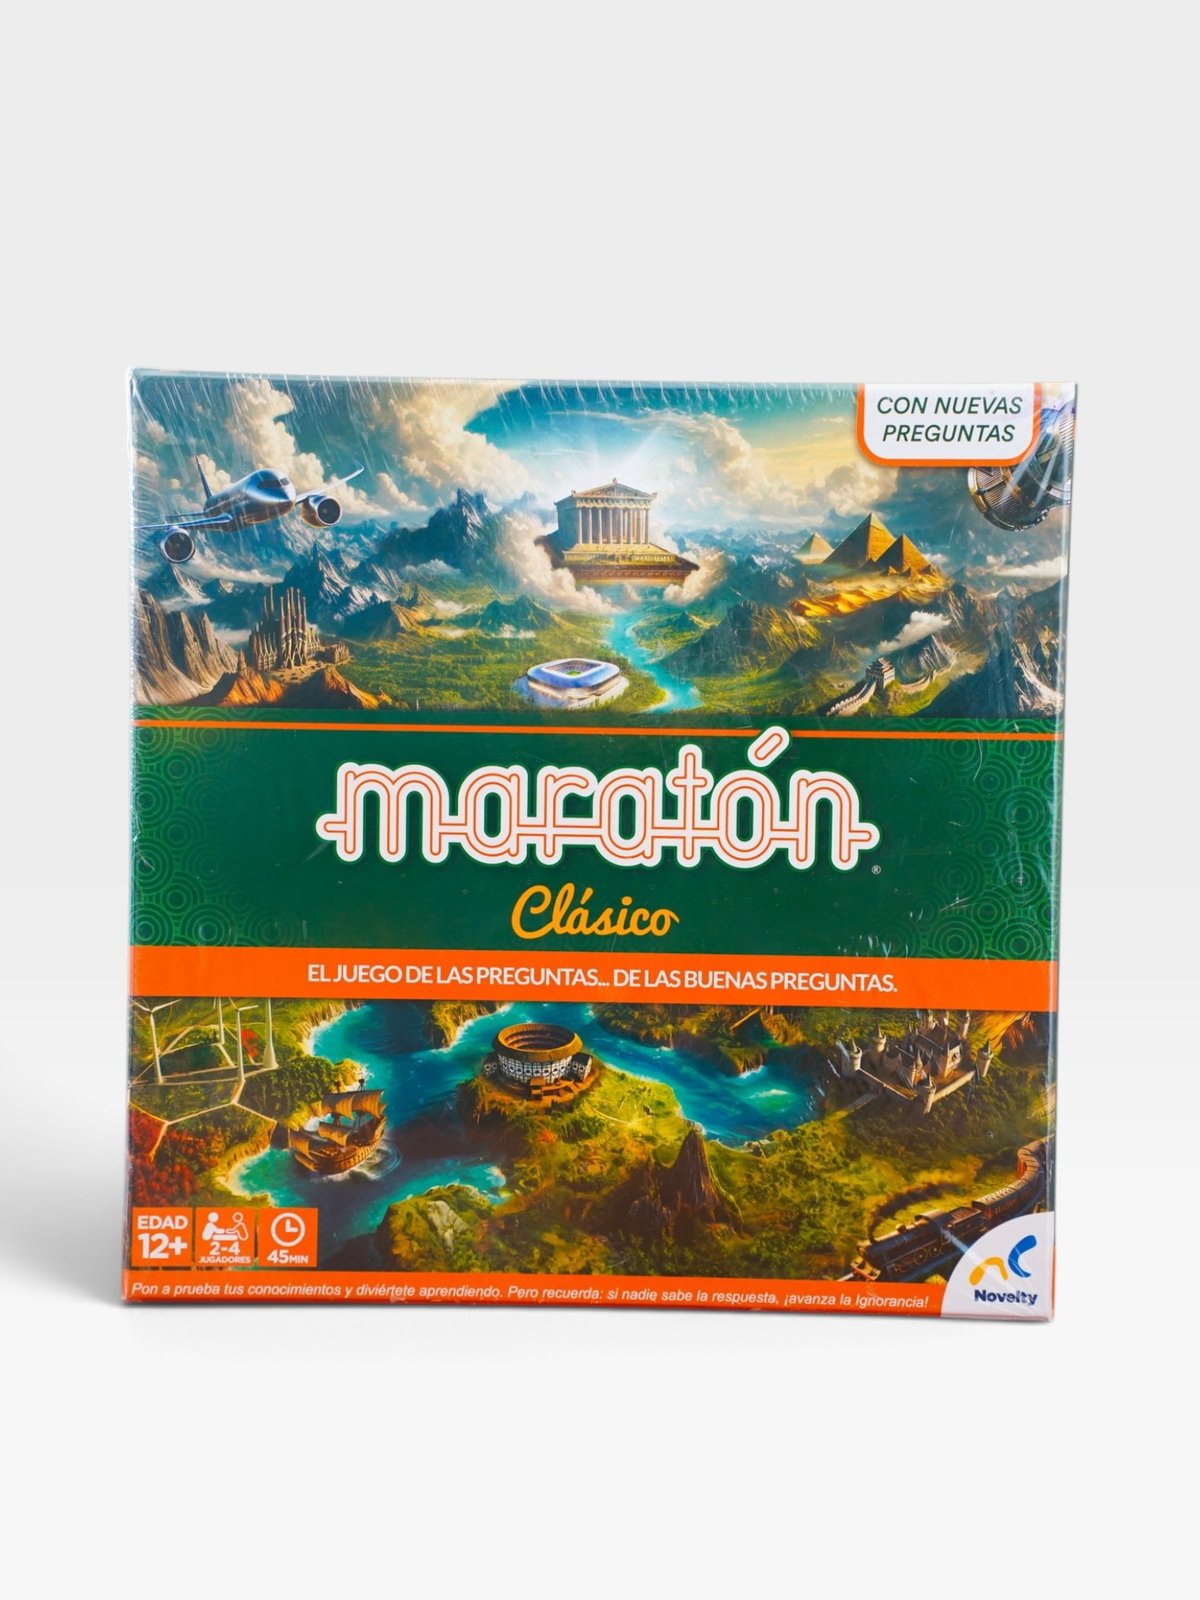 CON NUEVAS
PREGUNTAS
maratón
®
Clásico
EL JUEGO DE LAS PREGUNTAS... DE LAS BUENAS PREGUNTAS.
EDAD
12+
2-4
JUGADORES
45MIN
Novelty
Pon a prueba tus conocimientos y diviértete aprendiendo. Pero recuerda: si nadie sabe la respuesta, ¡avanza la Ignorancia!